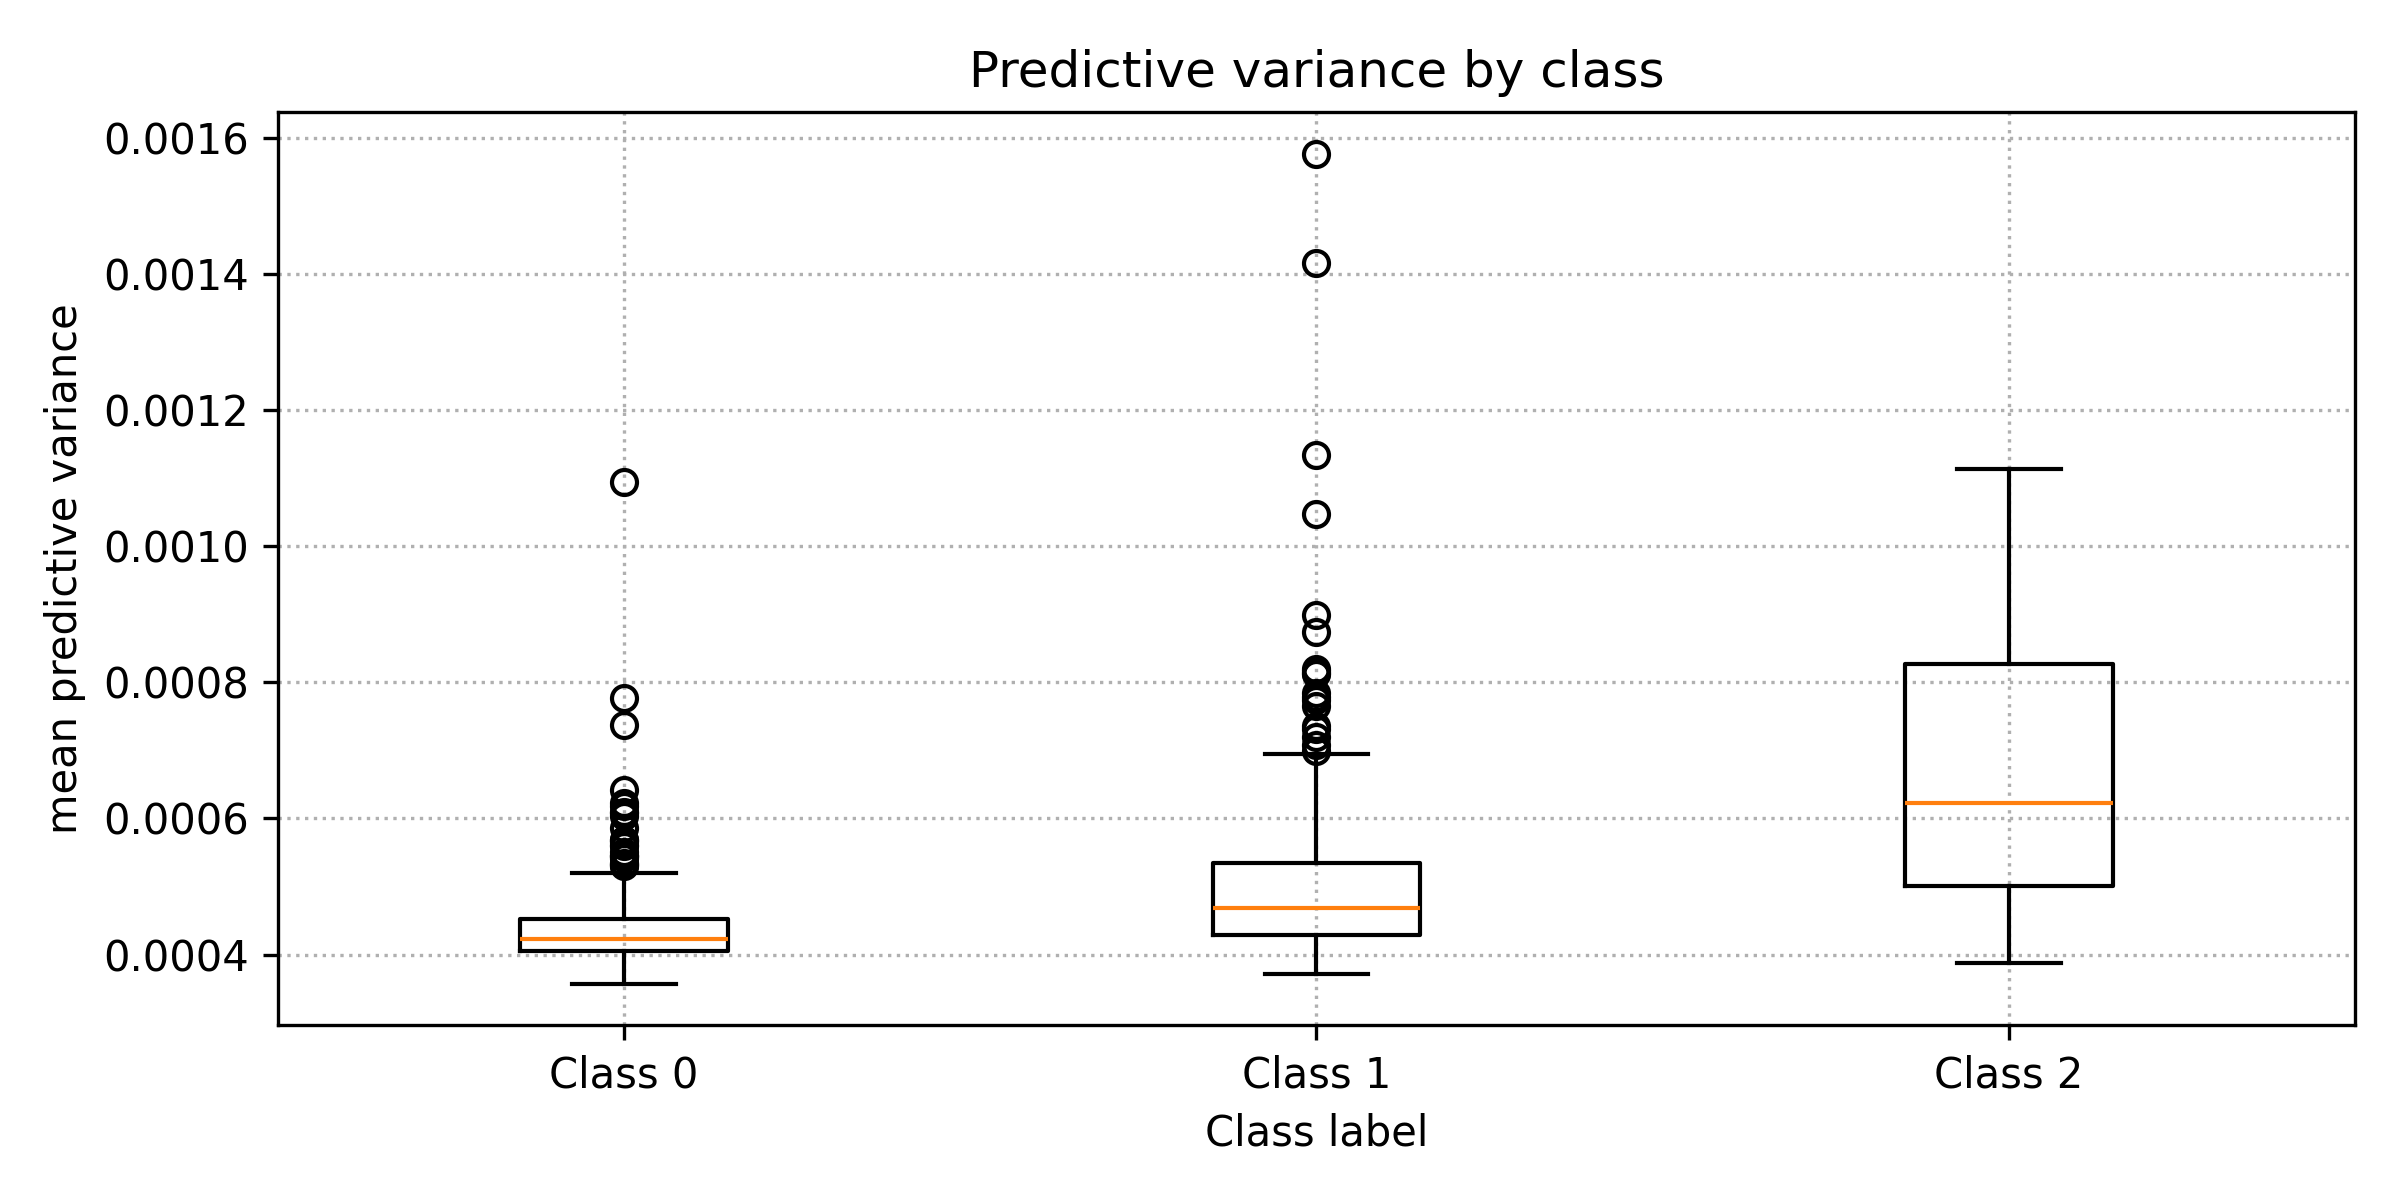 Predictive variance by class
mean predictive variance
0.0016
0.0014
0.0012
0.0010
0.0008
0.0006
0.0004
Class 0
Class 1
Class 2
Class label